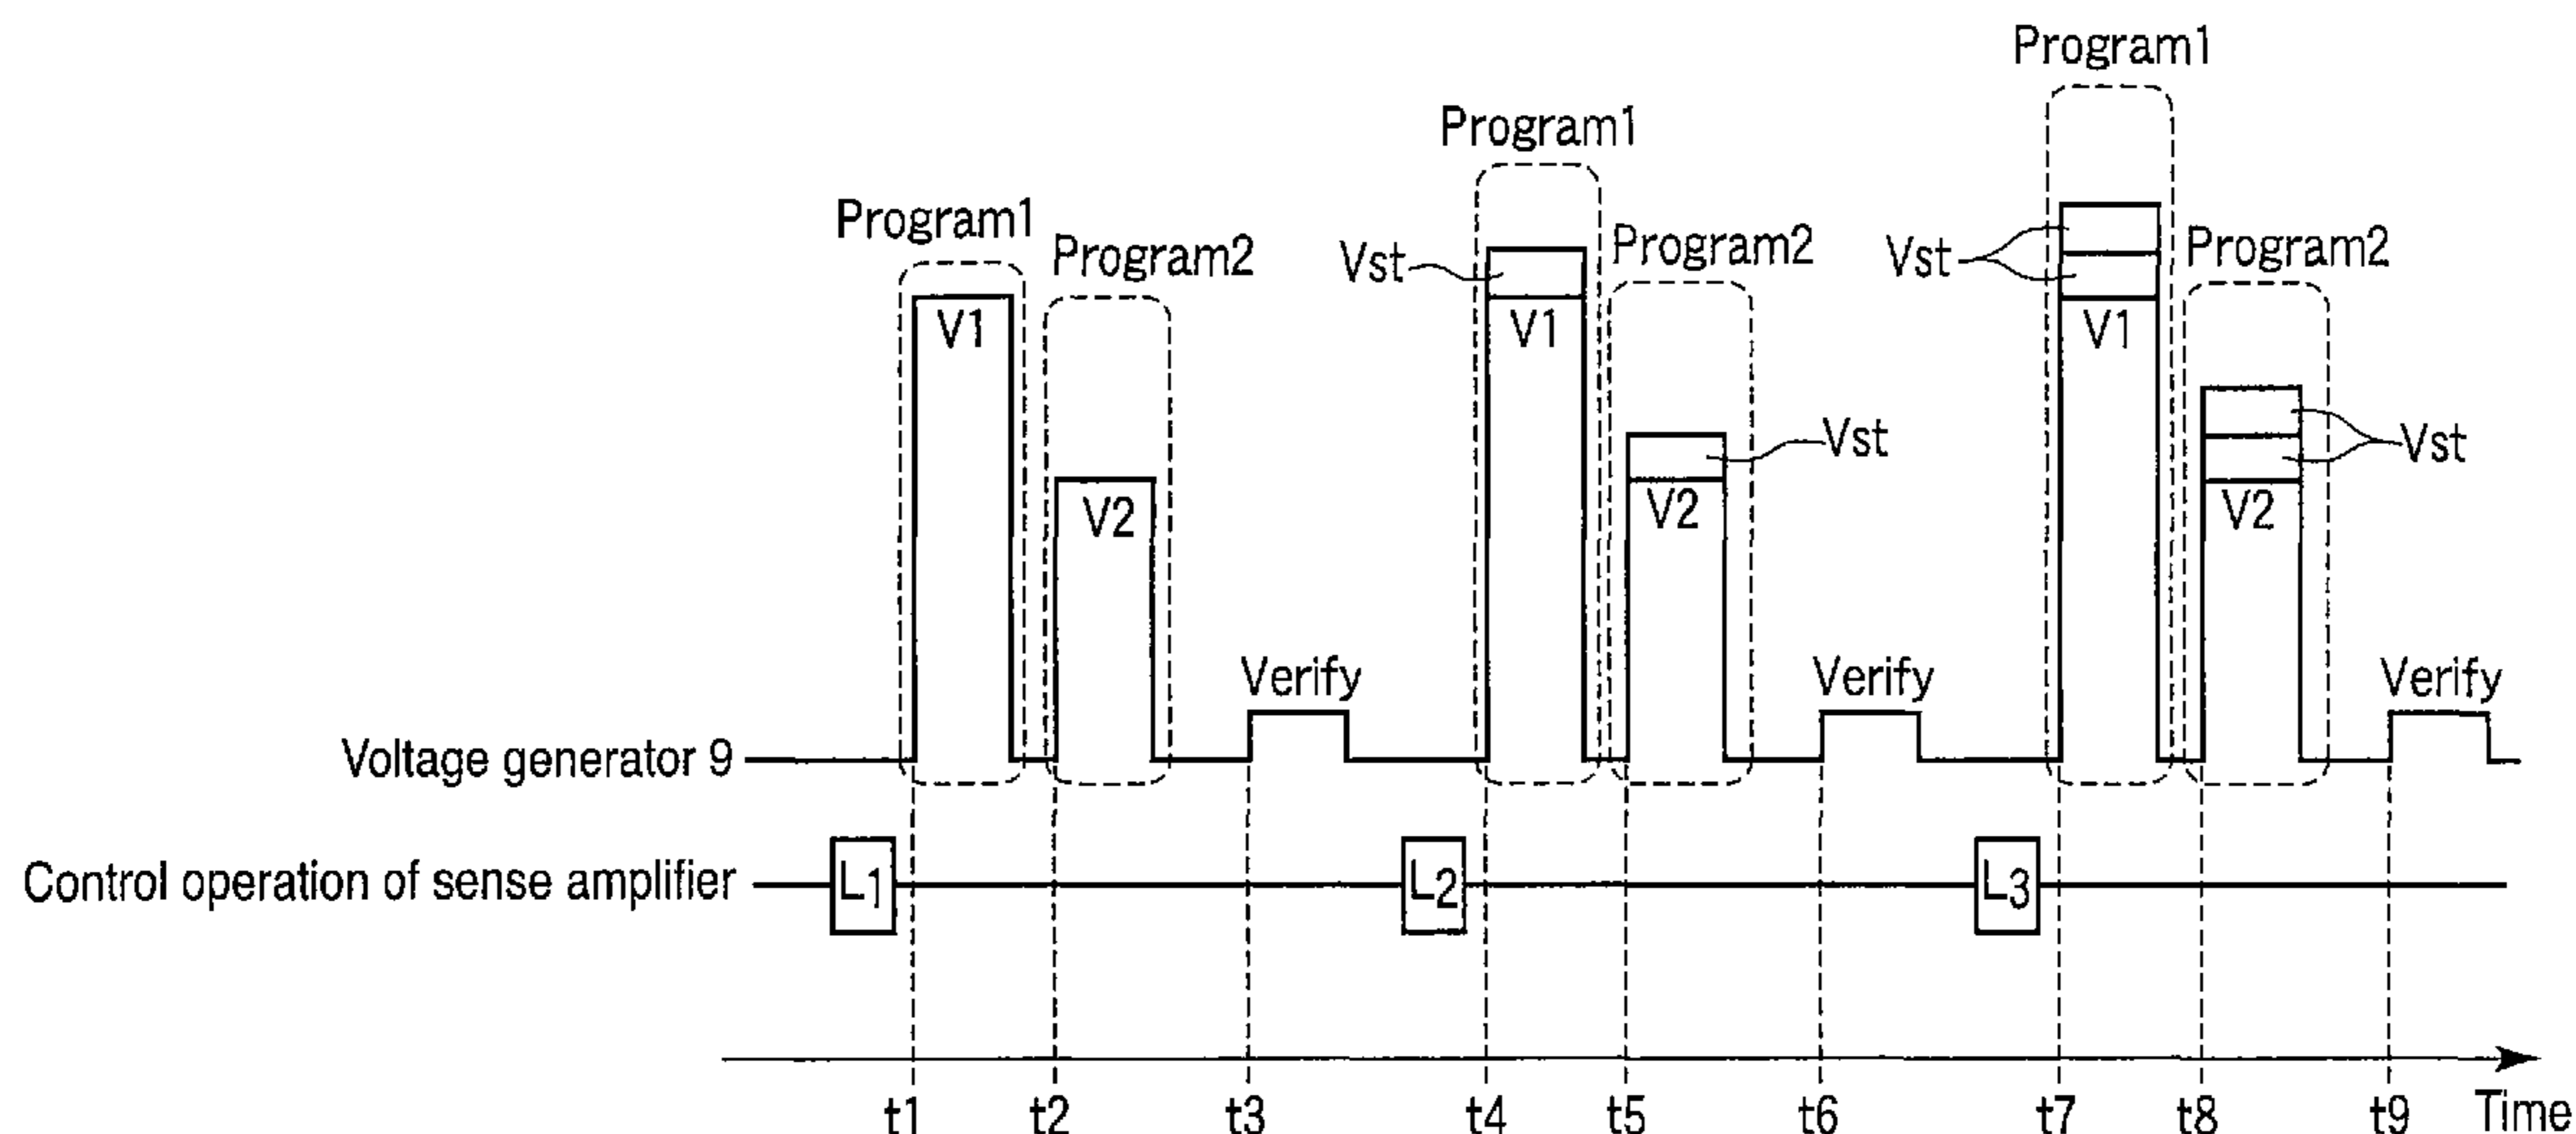 Program1
Program1
Program1
Program2
Vst
Program2
Vst
Program2
V1
V1
V1
V2
Vst
V2
Vst
V2
Verify
Verify
Verify
Voltage generator 9
Control operation of sense amplifier
L1
L2
L3
t1
t2
t3
t4
t5
t6
t7
t8
t9
Time